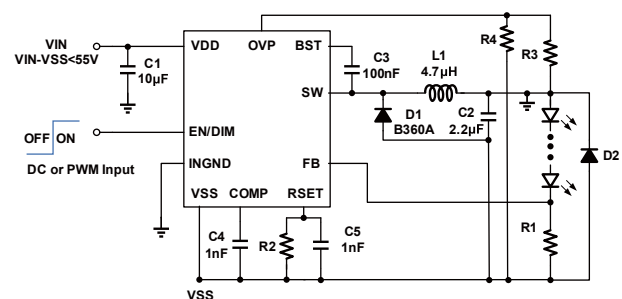 VIN
VIN-VSS<55V
C1
10µF
OFF ON
DC or PWM Input
VDD
OVP
BST
SW
EN/DIM
INGND
FB
VSS
COMP
RSET
C3
100nF
L1
4.7µH
R4
R3
D1
B360A
C2
2.2µF
D2
R1
C4
1nF
R2
C5
1nF
VSS